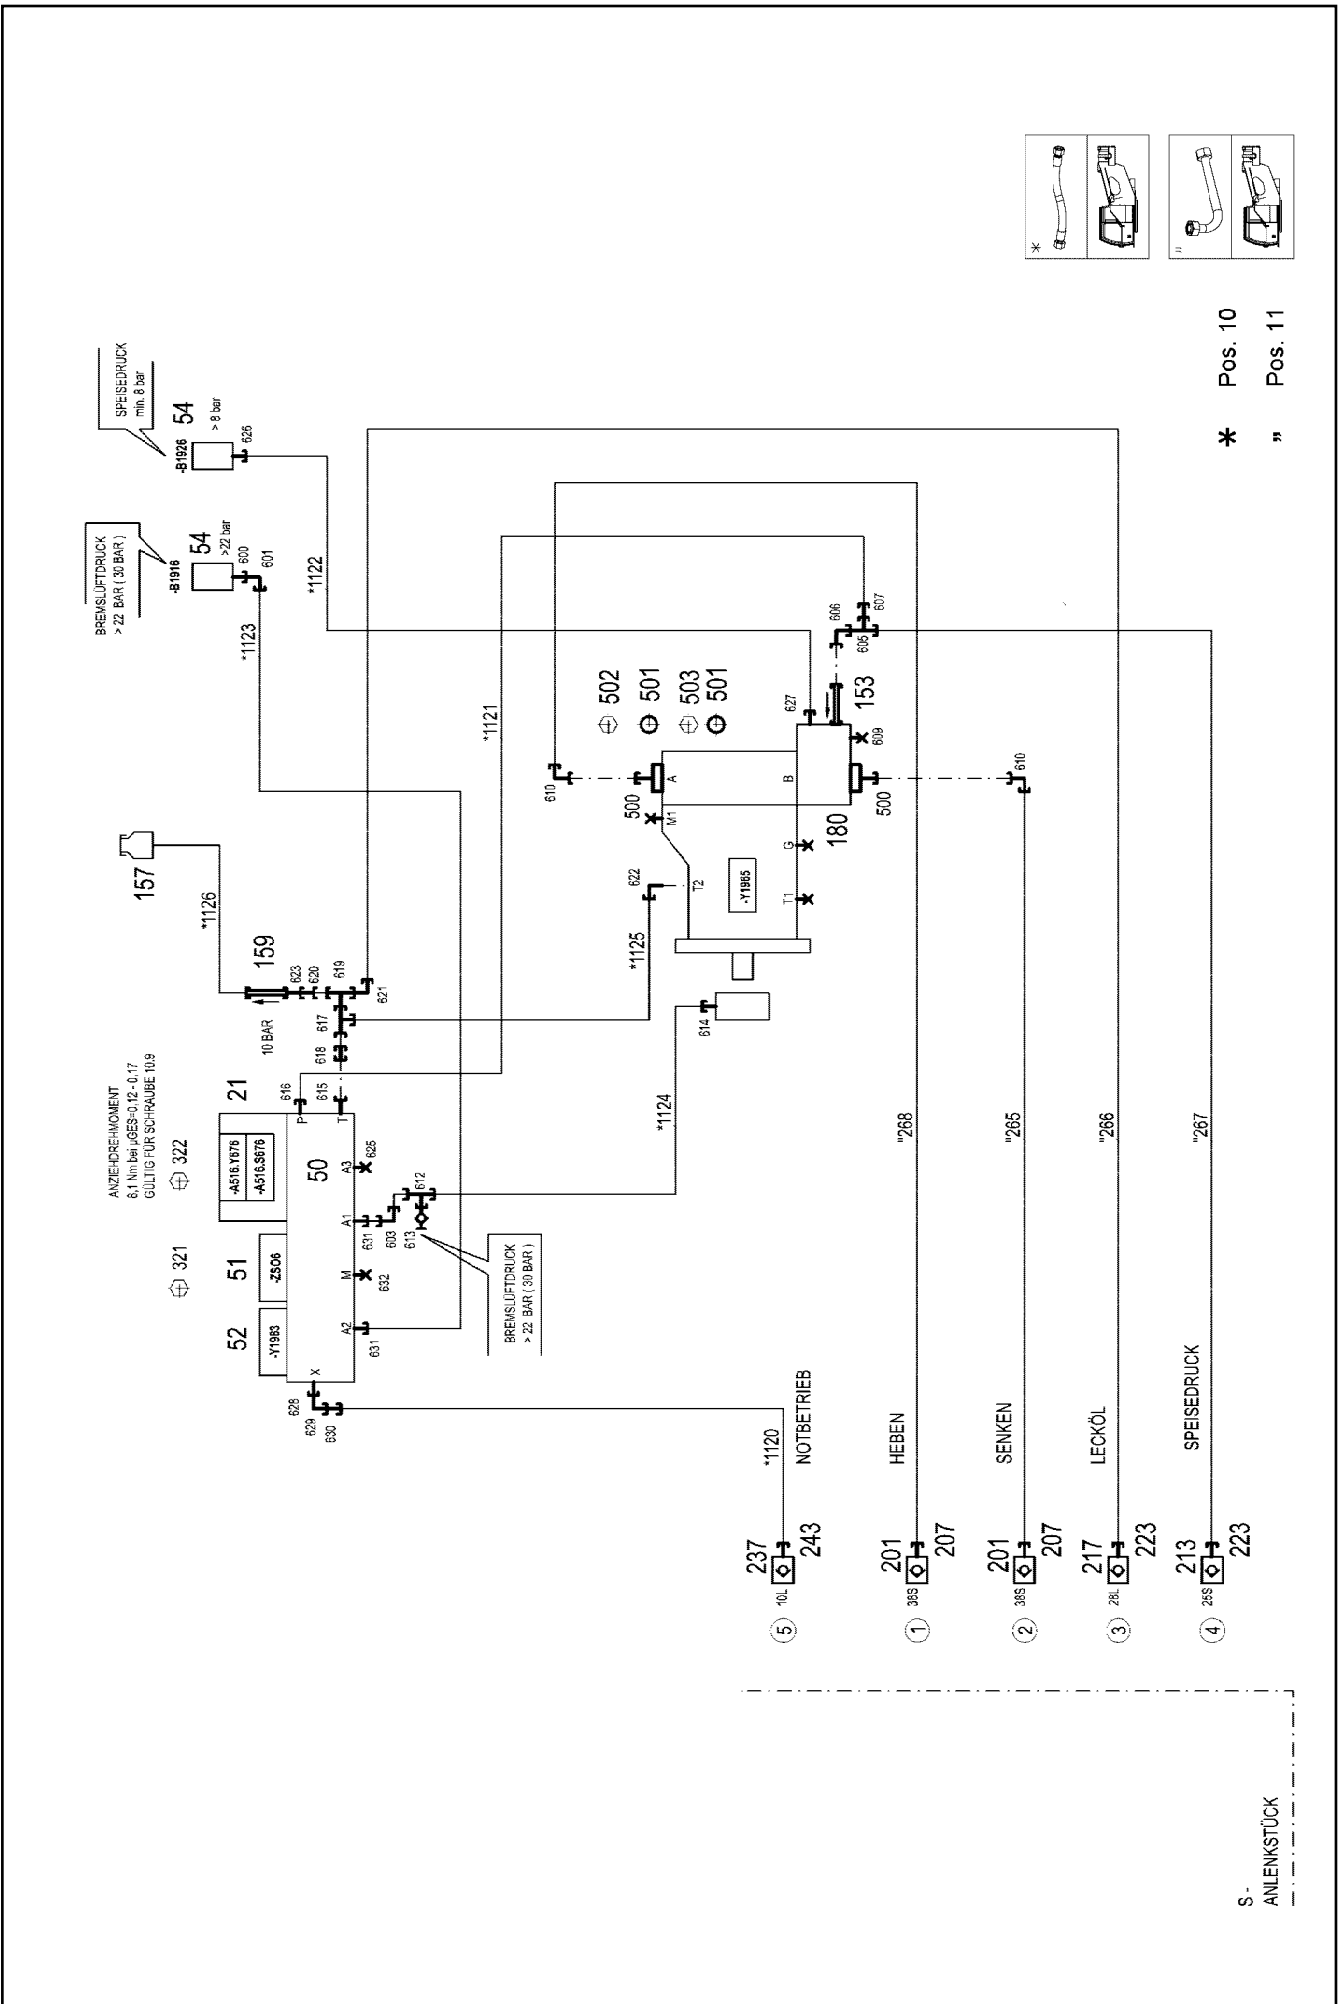 SPEISEDRUCK
min. 8 bar
54
> 8 bar
-B1926
626
BREMSLÜFTDRUCK
> 22 BAR ( 30 BAR )
54
>22 bar
-B1916
600
601
*1122
*1123
*1121
157
*1126
159
10 BAR
623
620
619
621
617
618
615
616
ANZIEHDREHMOMENT
6,1 Nm bei µGES=0,12 - 0,17
GÜLTIG FÜR SCHRAUBE 10.9
322
321
21
-A516.Y676
-A516.S676
50
51
-ZS06
52
-Y1983
P
T
A3
A1
M
A2
X
625
612
613
603
631
632
631
628
629
630
BREMSLÜFTDRUCK
> 22 BAR ( 30 BAR )
*1125
*1124
614
622
T2
502
501
503
501
610
500
M1
A
B
G
T1
180
-Y1965
500
610
627
609
153
605
606
607
*1120
NOTBETRIEB
"268
HEBEN
"265
SENKEN
"266
LECKÖL
"267
SPEISEDRUCK
237
243
10L
5
201
207
38S
1
201
207
38S
2
217
223
28L
3
213
223
25S
4
* Pos. 10
" Pos. 11
*
"
S -
ANLENKSTÜCK